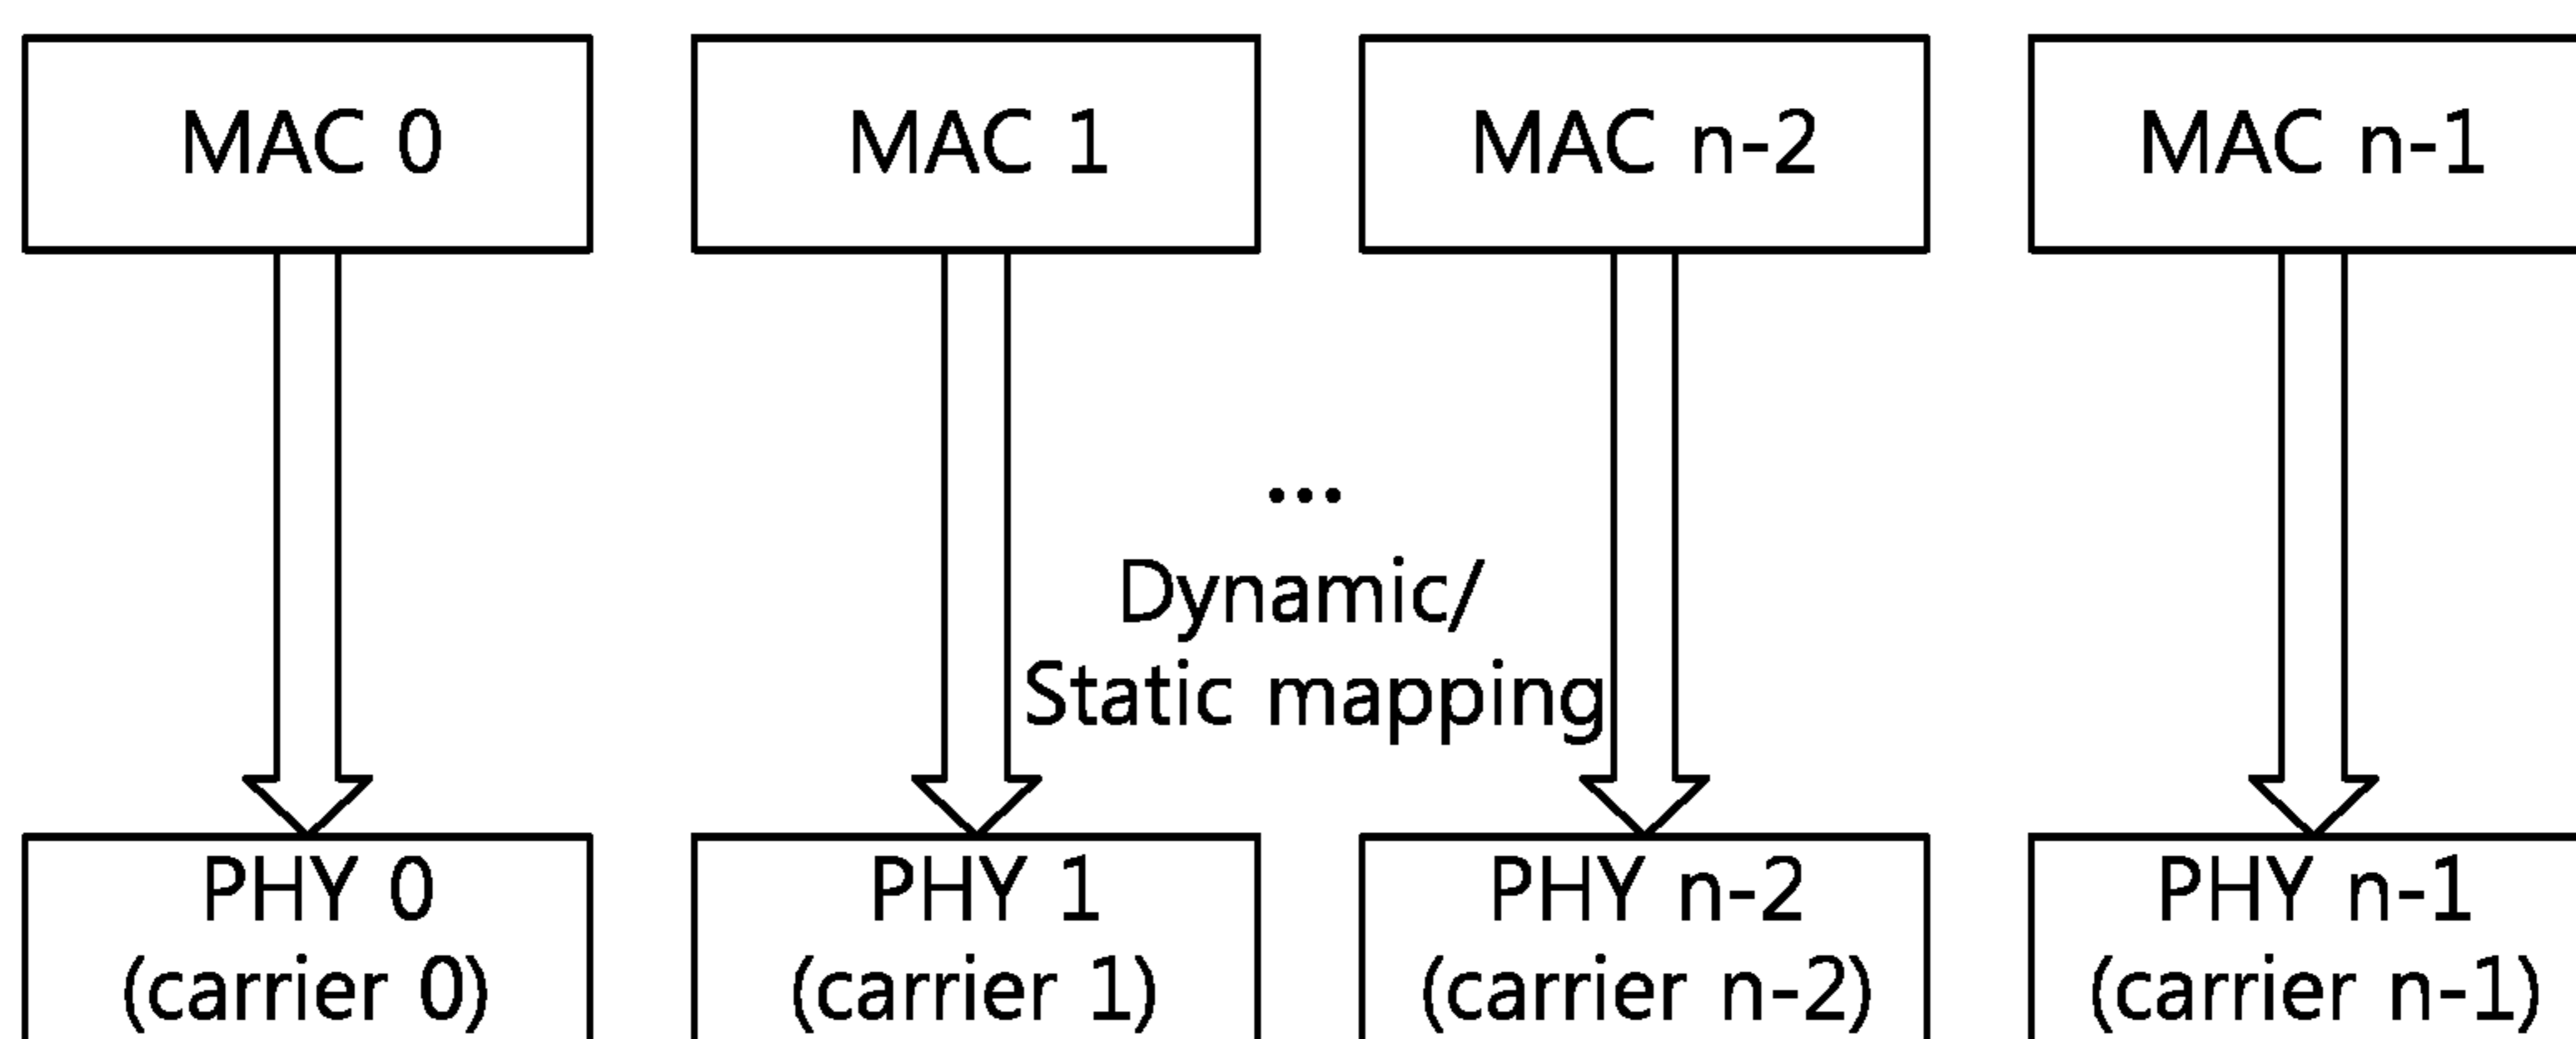 MAC 0
MAC 1
MAC n-2
MAC n-1
...
Dynamic/
Static mapping
PHY 0
(carrier 0)
PHY 1
(carrier 1)
PHY n-2
(carrier n-2)
PHY n-1
(carrier n-1)